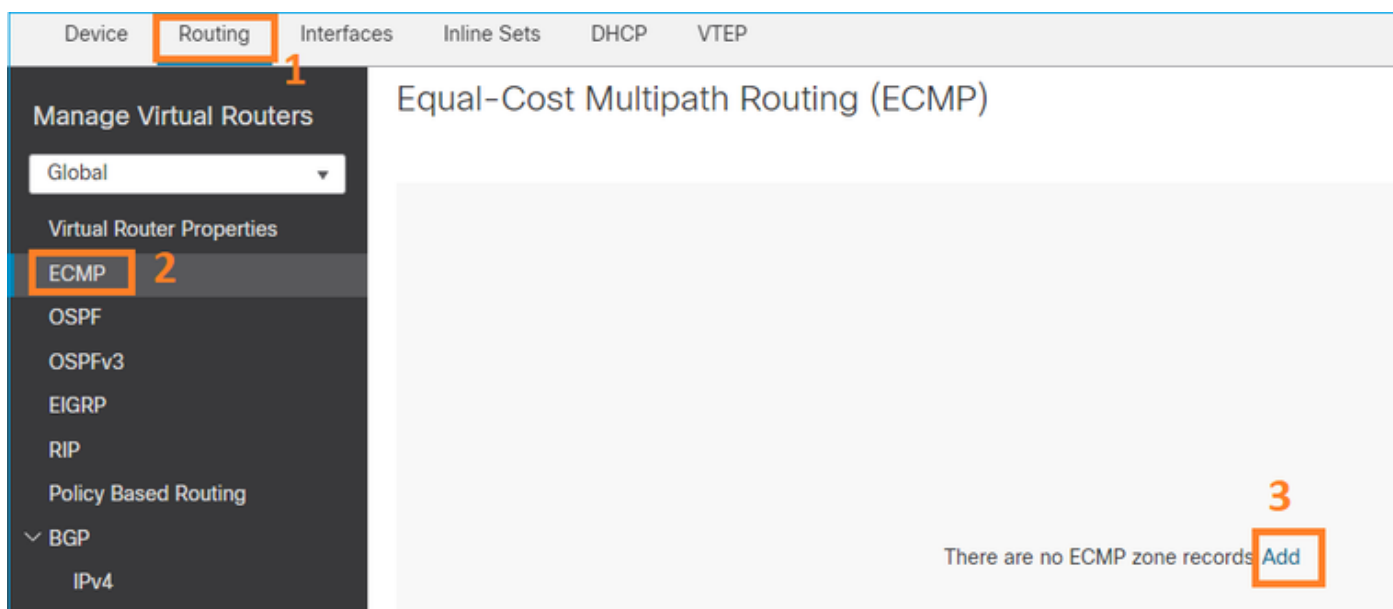 Device Routing Interfaces Inline Sets DHCP VTEP
1
Manage Virtual Routers
Global
Virtual Router Properties
ECMP 2
OSPF
OSPFv3
EIGRP
RIP
Policy Based Routing
BGP
IPv4
Equal-Cost Multipath Routing (ECMP)
3
There are no ECMP zone records Add